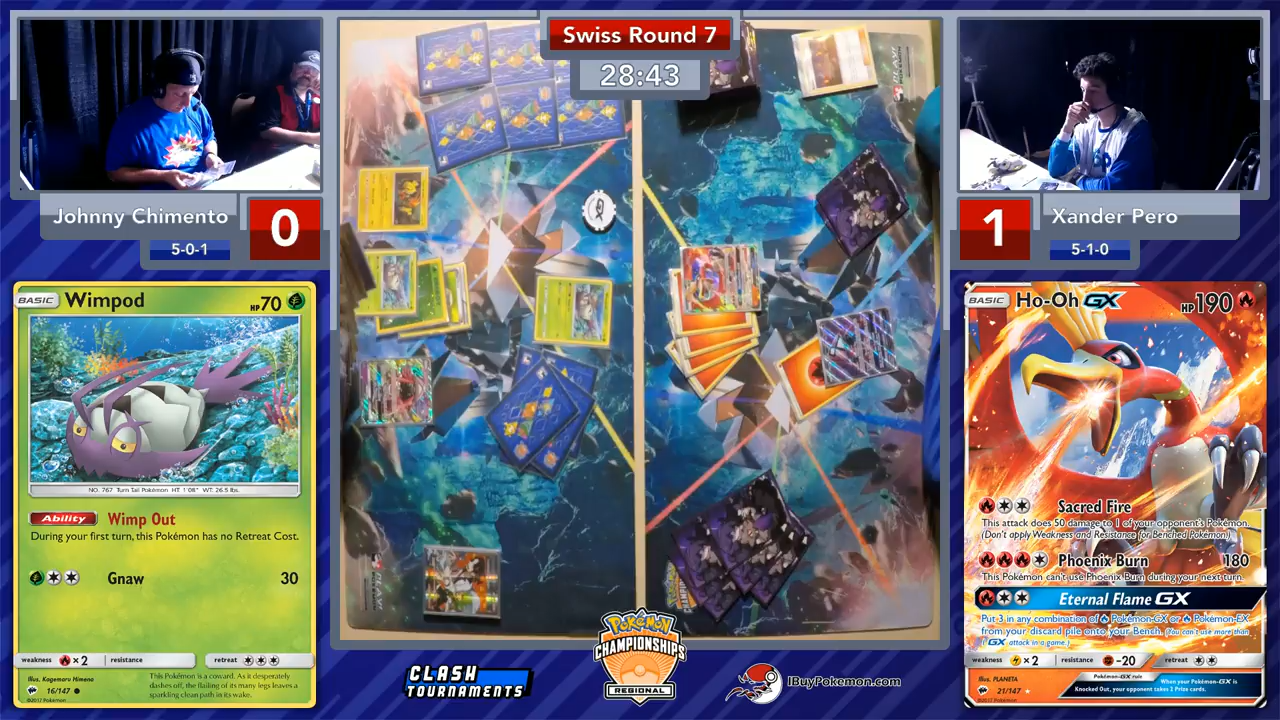 Swiss Round 7
28:43
Johnny Chimento
0
5-0-1
1
Xander Pero
5-1-0
BASIC Wimpod HP70
NO. 767 Turn Tail Pokémon HT: 1'08" WT: 26.5 lbs.
Ability Wimp Out
During your first turn, this Pokémon has no Retreat Cost.
Gnaw 30
weakness ×2 resistance retreat
Illus. Kagemaru Himeno
16/147
©2017 Pokémon
This Pokémon is a coward. As it desperately
dashes off, the flailing of its many legs leaves a
sparkling clean path in its wake.
BASIC Ho-Oh GX HP190
Sacred Fire
This attack does 50 damage to 1 of your opponent's Pokémon.
(Don't apply Weakness and Resistance for Benched Pokémon.)
Phoenix Burn 180
This Pokémon can't use Phoenix Burn during your next turn.
Eternal Flame GX
Put 3 in any combination of Pokémon-GX or Pokémon-EX
from your discard pile onto your Bench. (You can't use more than
1 GX attack in a game.)
weakness ×2 resistance -20 retreat
Illus. PLANETA
21/147
©2017 Pokémon
Pokémon-GX rule
When your Pokémon-GX is
Knocked Out, your opponent takes 2 Prize cards.
CLASH
TOURNAMENTS
Pokémon
CHAMPIONSHIPS
REGIONAL
IBuyPokemon.com